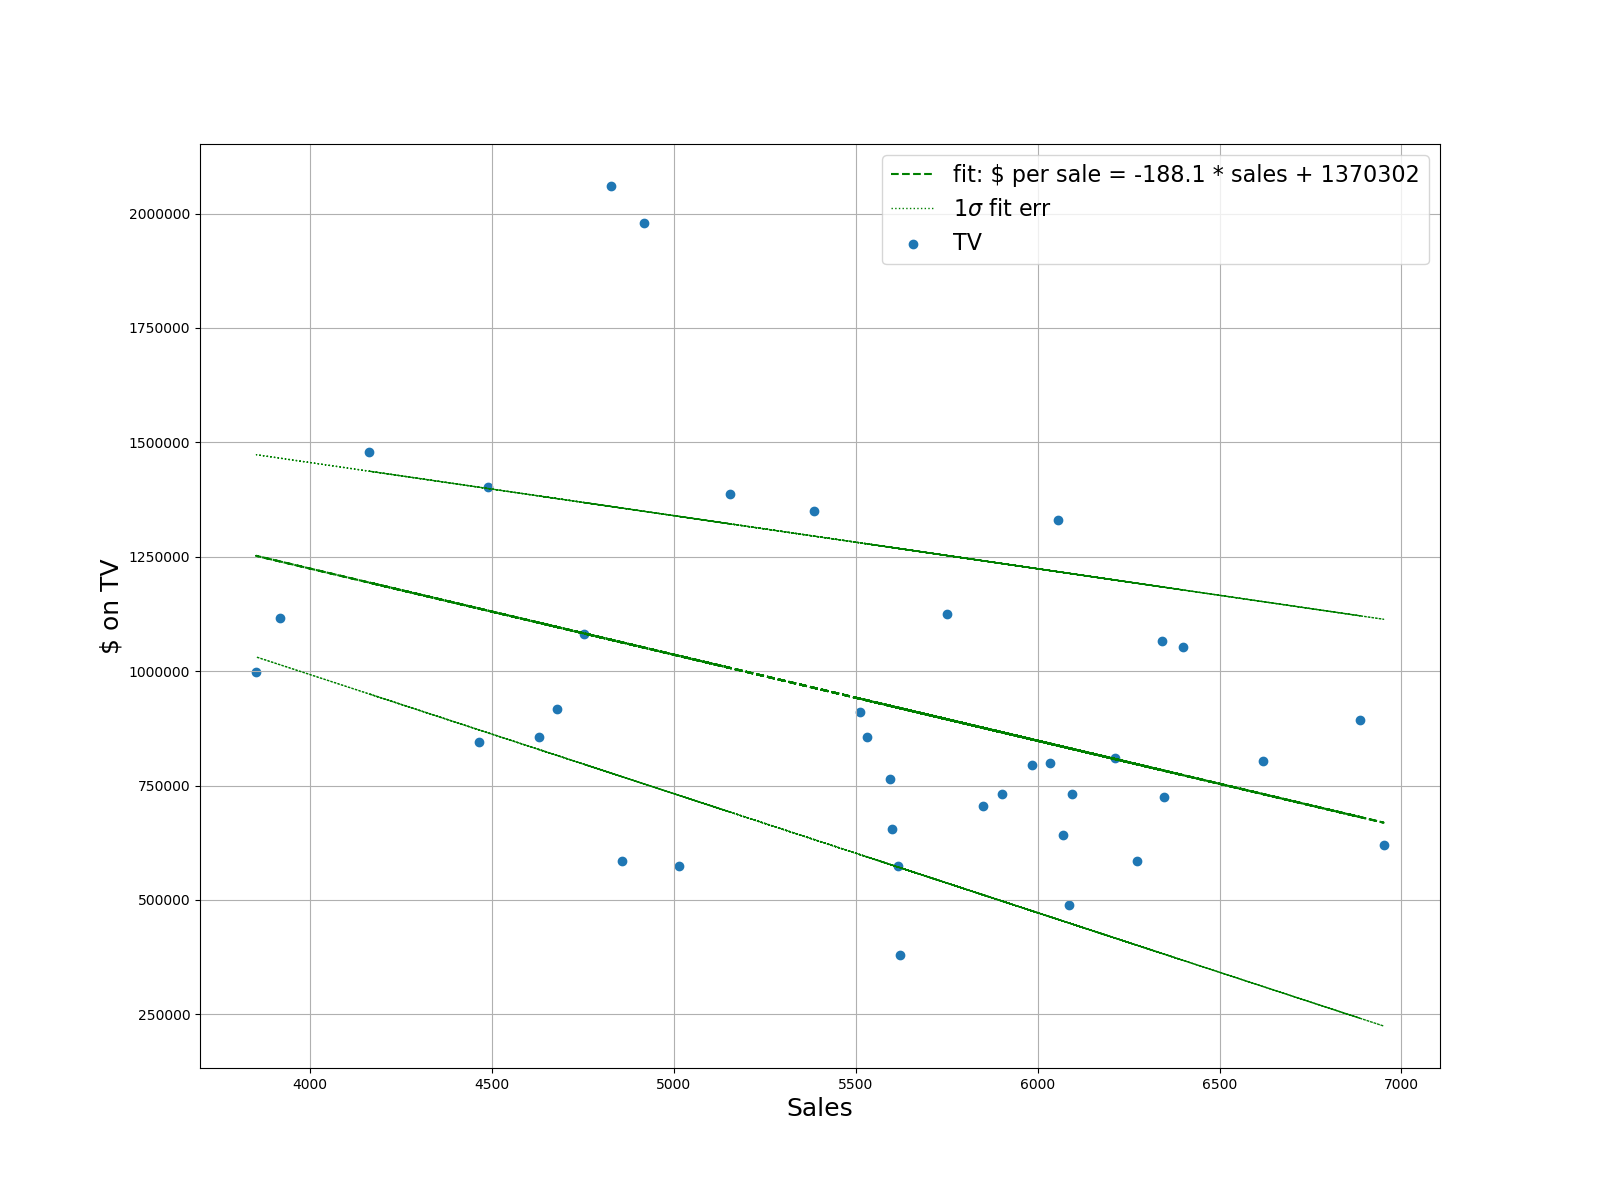 fit: $ per sale = -188.1 * sales + 1370302
1σ fit err
TV
2000000
1750000
1500000
1250000
1000000
750000
500000
250000
$ on TV
4000 4500 5000 5500 6000 6500 7000
Sales